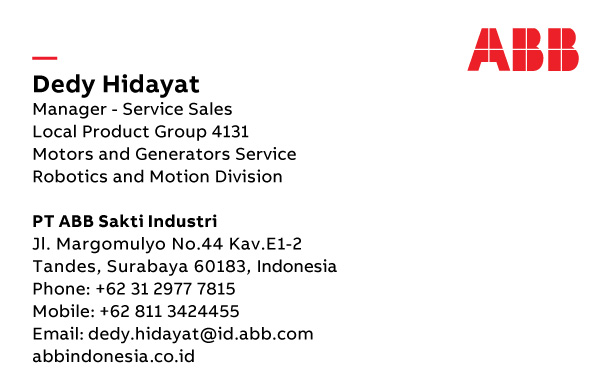 ABB
Dedy Hidayat
Manager - Service Sales
Local Product Group 4131
Motors and Generators Service
Robotics and Motion Division
PT ABB Sakti Industri
Jl. Margomulyo No.44 Kav.E1-2
Tandes, Surabaya 60183, Indonesia
Phone: +62 31 2977 7815
Mobile: +62 811 3424455
Email: dedy.hidayat@id.abb.com
abbindonesia.co.id